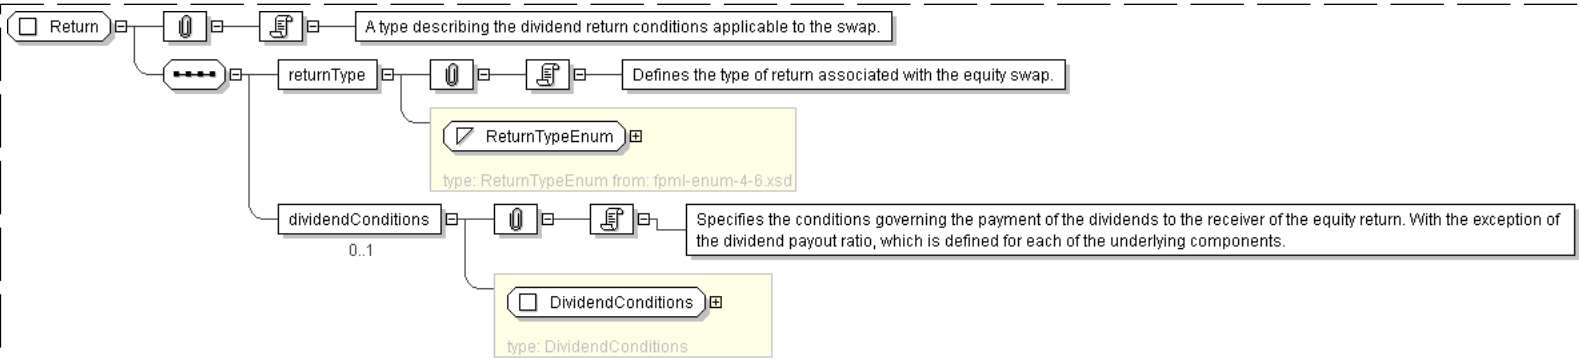 Return
A type describing the dividend return conditions applicable to the swap.
returnType
Defines the type of return associated with the equity swap.
ReturnTypeEnum
type: ReturnTypeEnum from: fpml-enum-4-6.xsd
dividendConditions
0..1
Specifies the conditions governing the payment of the dividends to the receiver of the equity return. With the exception of
the dividend payout ratio, which is defined for each of the underlying components.
DividendConditions
type: DividendConditions